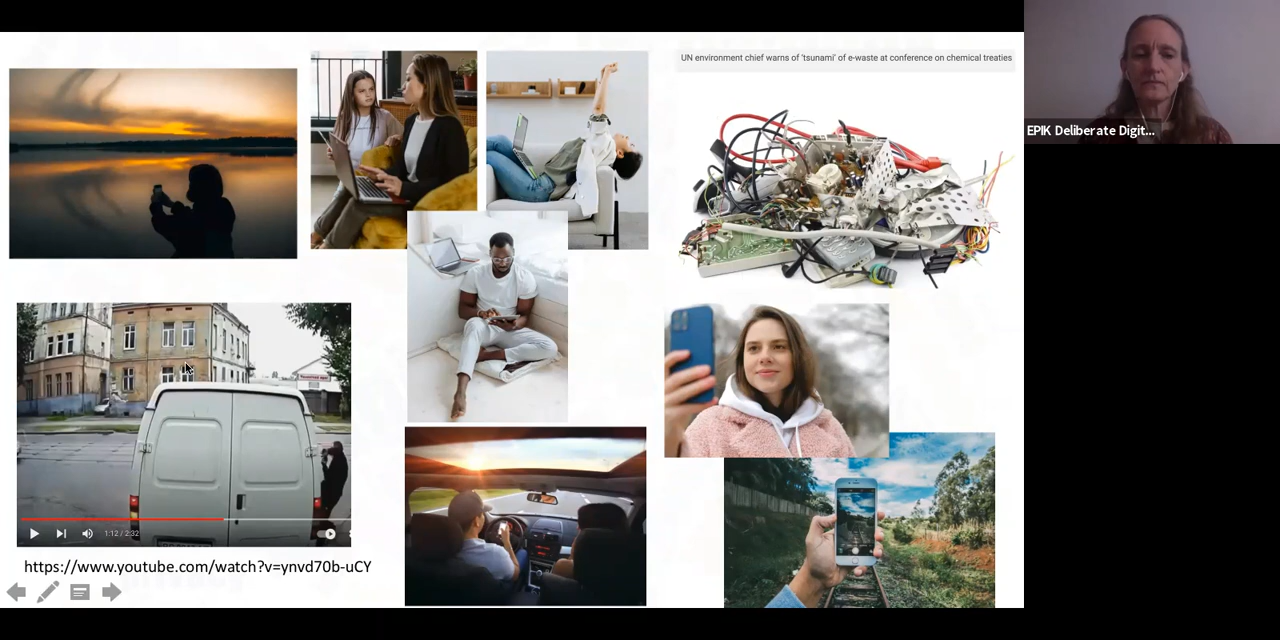 UN environment chief warns of 'tsunami' of e-waste at conference on chemical treaties
EPIK Deliberate Digit...
1:12 / 2:32
https://www.youtube.com/watch?v=ynvd70b-uCY